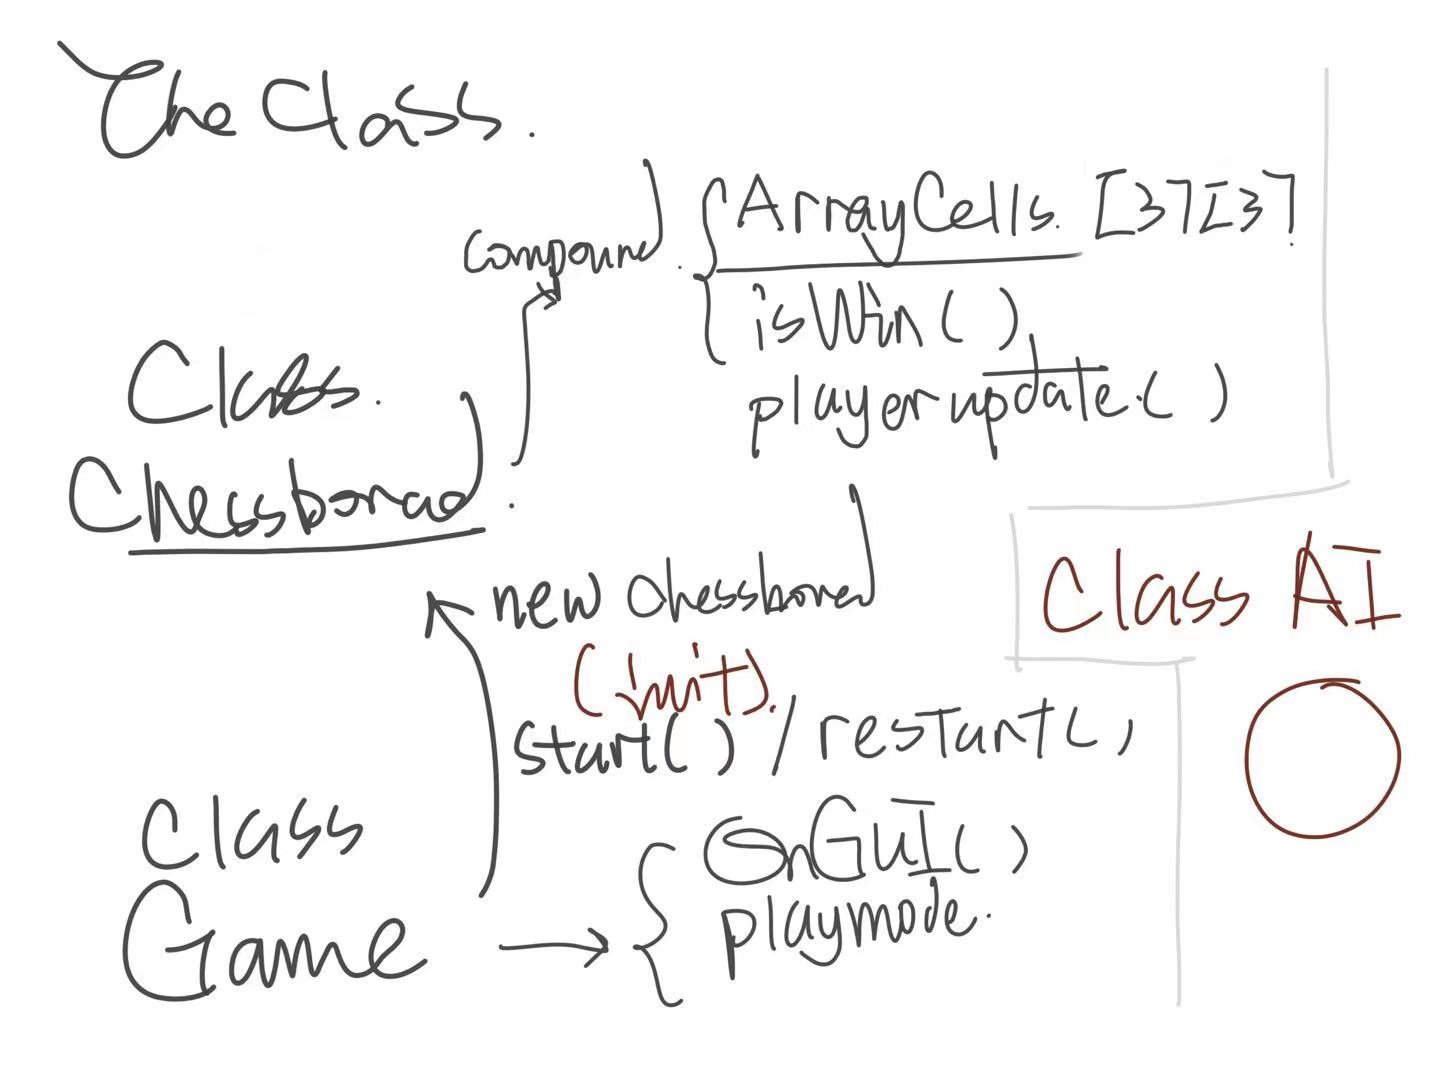 The Class.
compound.
ArrayCells. [3][3]
isWin()
playerupdate.()
Class.
Chessborad.
new chessborad
(init).
start() / restart()
Class AI
Class
Game
OnGUI()
playmode.